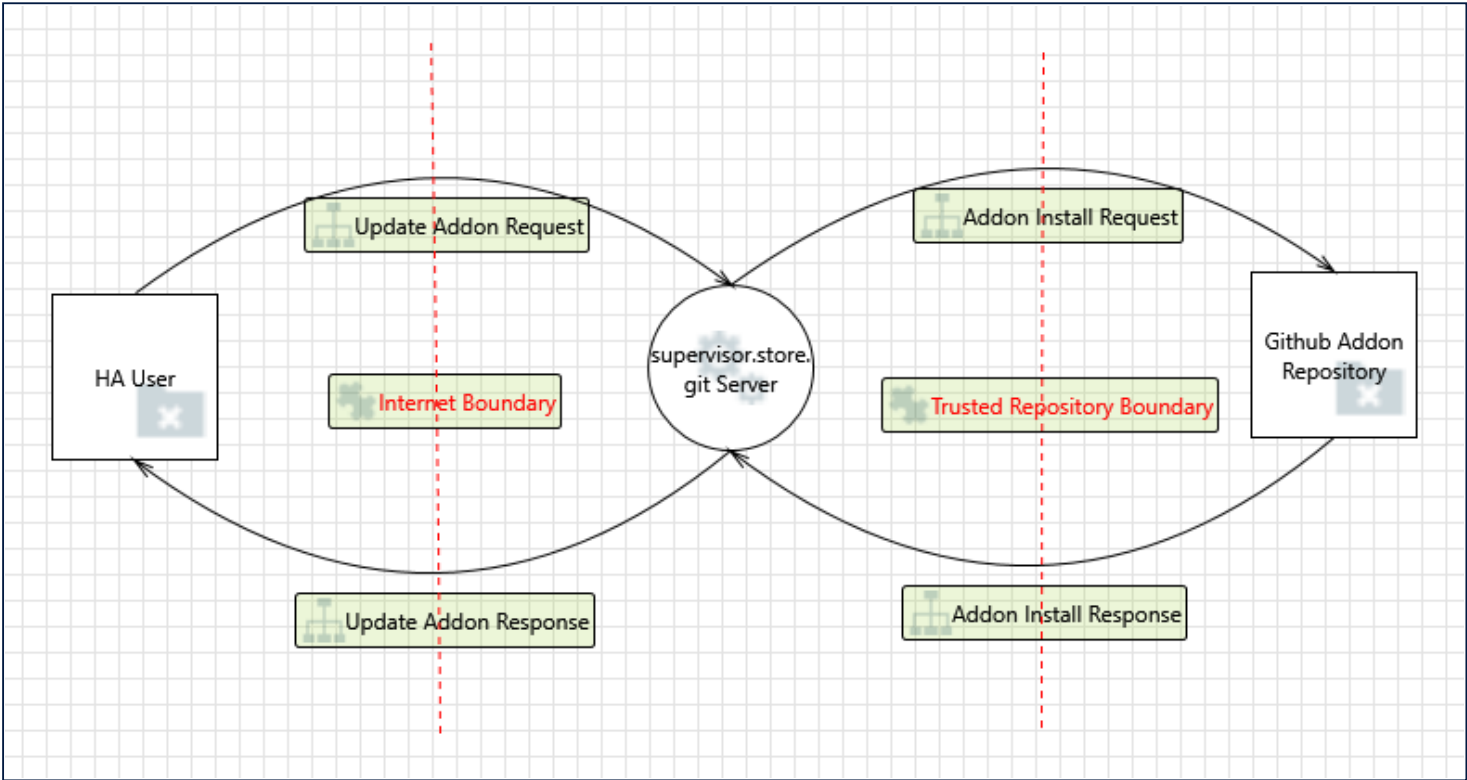 Update Addon Request
Addon Install Request
HA User
Internet Boundary
supervisor.store.
git Server
Trusted Repository Boundary
Github Addon
Repository
Update Addon Response
Addon Install Response